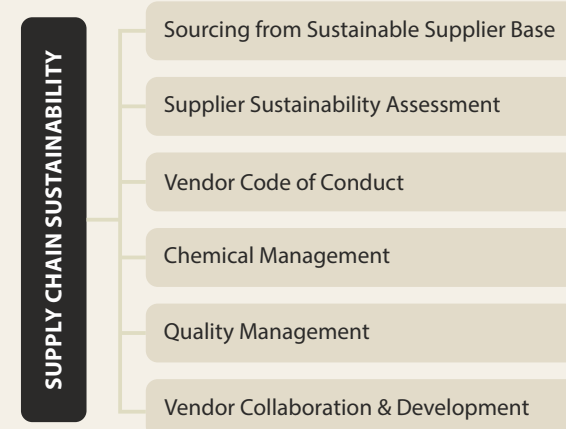 SUPPLY CHAIN SUSTAINABILITY
Sourcing from Sustainable Supplier Base
Supplier Sustainability Assessment
Vendor Code of Conduct
Chemical Management
Quality Management
Vendor Collaboration & Development